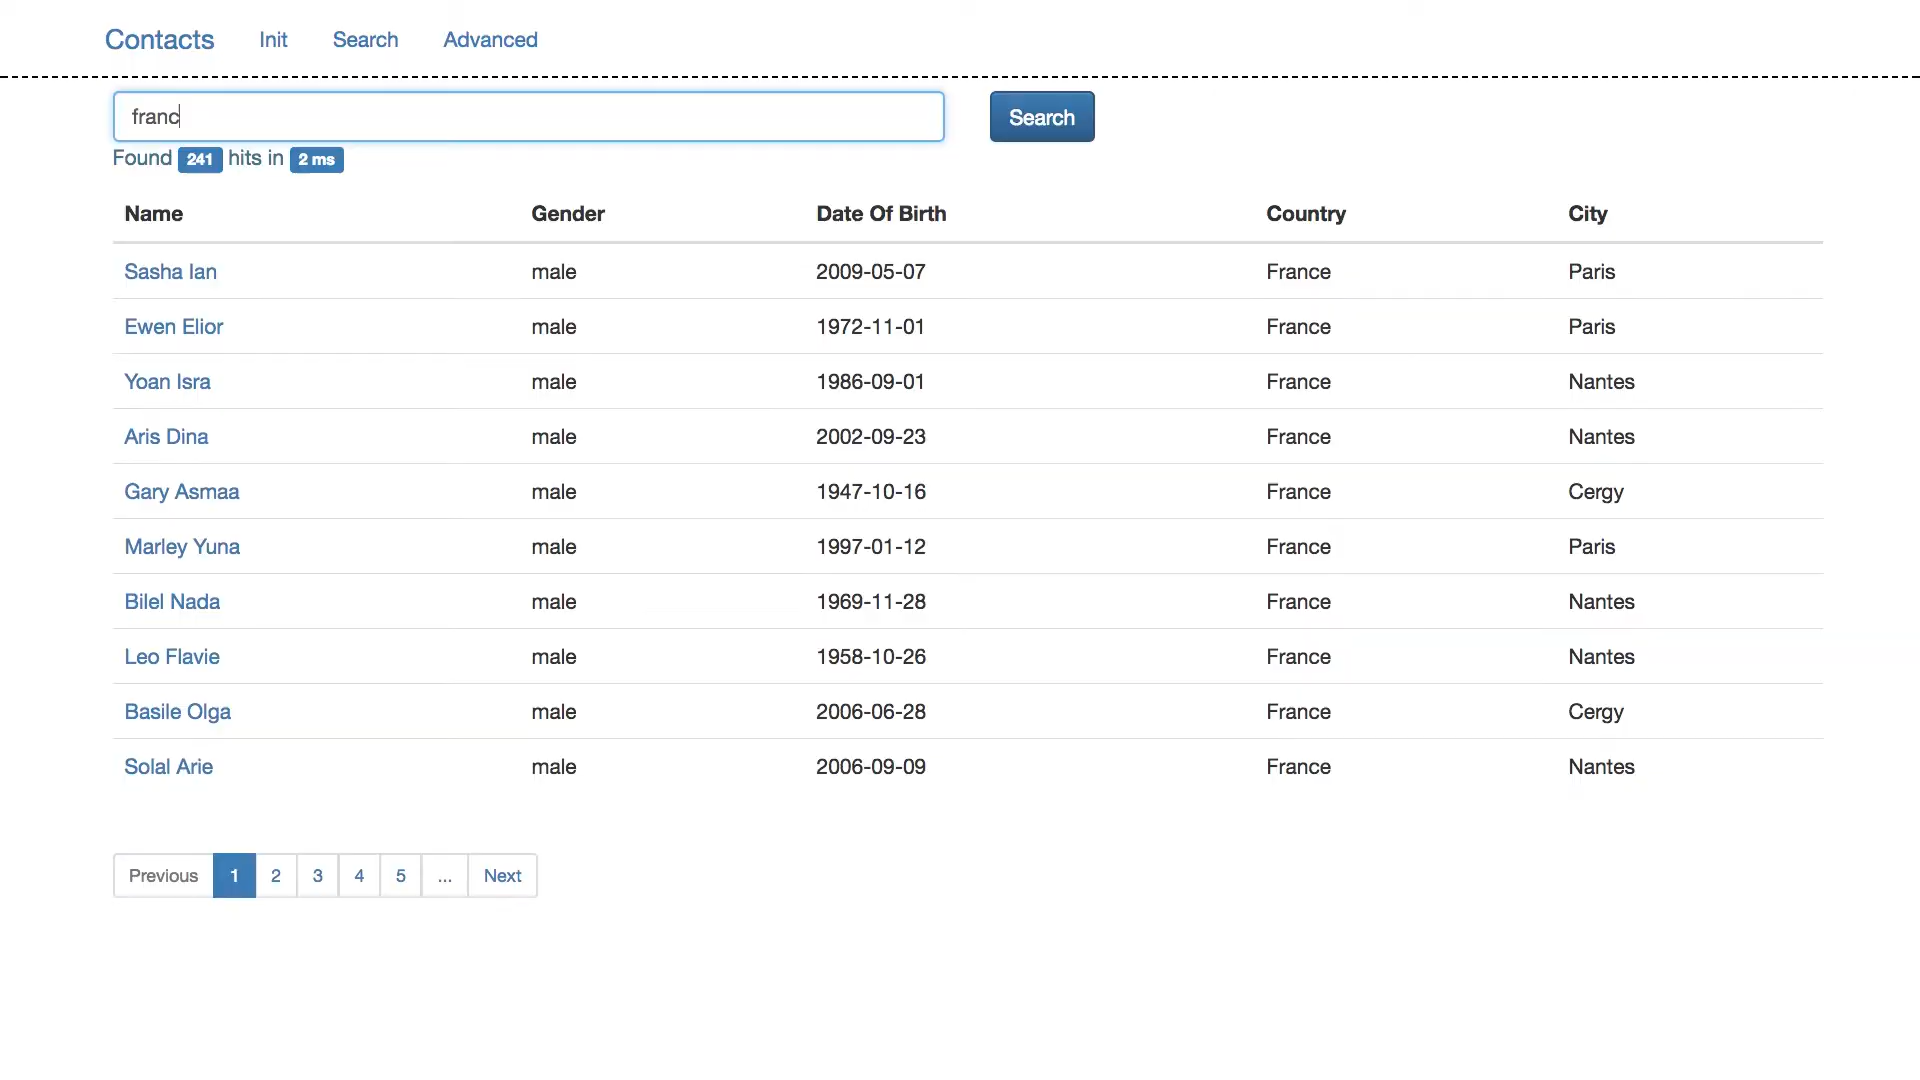 Contacts Init Search Advanced
franc Search
Found 241 hits in 2 ms
Name Gender Date Of Birth Country City
Sasha Ian male 2009-05-07 France Paris
Ewen Elior male 1972-11-01 France Paris
Yoan Isra male 1986-09-01 France Nantes
Aris Dina male 2002-09-23 France Nantes
Gary Asmaa male 1947-10-16 France Cergy
Marley Yuna male 1997-01-12 France Paris
Bilel Nada male 1969-11-28 France Nantes
Leo Flavie male 1958-10-26 France Nantes
Basile Olga male 2006-06-28 France Cergy
Solal Arie male 2006-09-09 France Nantes
Previous 1 2 3 4 5 ... Next